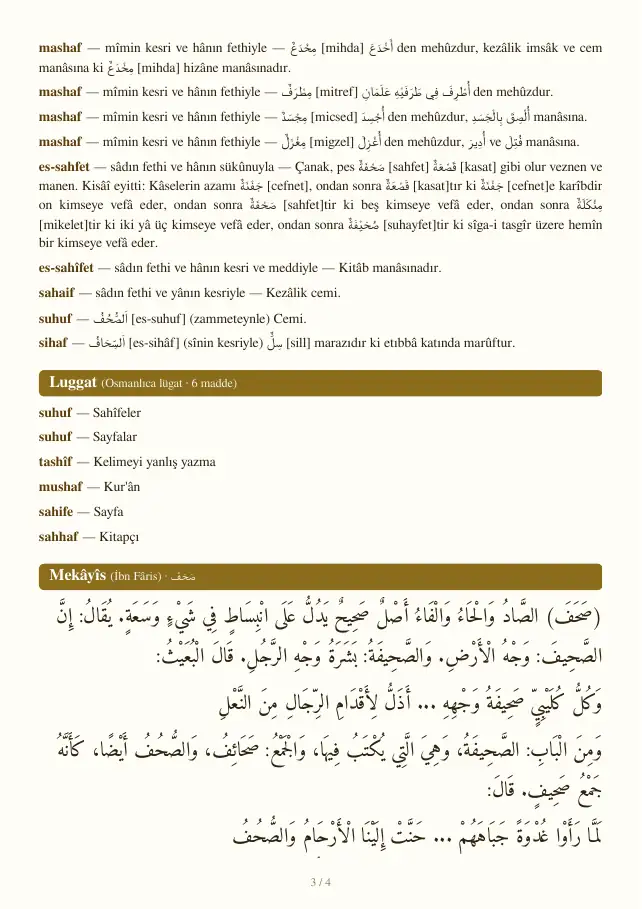 mashaf — mîmin kesri ve hânın fethiyle — مِخْدَعٌ [mihda] أُخْدِعَ den mehûzdur, kezâlik imsâk ve cem
manâsına ki مِخْدَعٌ [mihda] hizâne manâsınadır.
mashaf — mîmin kesri ve hânın fethiyle — مِطْرَفٌ [mitref] أُطْرِفَ فِي طَرَفَيْهِ عَلَمَانِ den mehûzdur.
mashaf — mîmin kesri ve hânın fethiyle — مِجْسَدٌ [micsed] أُجْسِدَ den mehûzdur, أُلْصِقَ بِالْجَسَدِ manâsına.
mashaf — mîmin kesri ve hânın fethiyle — مِغْزَلٌ [migzel] أُغْزِلَ den mehûzdur, أُدِيرَ ve فُتِلَ manâsına.
es-sahfet — sâdın fethi ve hânın sükûnuyla — Çanak, pes صَحْفَةٌ [sahfet] قَصْعَةٌ [kasat] gibi olur veznen ve
manen. Kisâî eyitti: Kâselerin azamı جَفْنَةٌ [cefnet], ondan sonra قَصْعَةٌ [kasat]tır ki جَفْنَةٌ [cefnet]e karîbdir
on kimseye vefâ eder, ondan sonra صَحْفَةٌ [sahfet]tir ki beş kimseye vefâ eder, ondan sonra مِئْكَلَةٌ
[mikelet]tir ki iki yâ üç kimseye vefâ eder, ondan sonra صُحَيْفَةٌ [suhayfet]tir ki sîga-i tasgîr üzere hemîn
bir kimseye vefâ eder.
es-sahîfet — sâdın fethi ve hânın kesri ve meddiyle — Kitâb manâsınadır.
sahaif — sâdın fethi ve yânın kesriyle — Kezâlik cemi.
suhuf — اَلصُّحُفُ [es-suhuf] (zammeteynle) Cemi.
sihaf — اَلسِّحَافُ [es-sihâf] (sînin kesriyle) سِلٌّ [sill] marazıdır ki etıbbâ katında marûftur.
Luggat (Osmanlıca lügat · 6 madde)
suhuf — Sahîfeler
suhuf — Sayfalar
tashîf — Kelimeyi yanlış yazma
mushaf — Kur'ân
sahife — Sayfa
sahhaf — Kitapçı
Mekâyîs (İbn Fâris) · صَحَفَ
(صَحَفَ) الصَّادُ وَالْحَاءُ وَالْفَاءُ أَصْلٌ صَحِيحٌ يَدُلُّ عَلَى انْبِسَاطٍ فِي شَيْءٍ وَسَعَةٍ. يُقَالُ: إِنَّ
الصَّحِيفَ: وَجْهُ الْأَرْضِ. وَالصَّحِيفَةُ: بَشَرَةُ وَجْهِ الرَّجُلِ. قَالَ الْبُعَيْثُ:
وَكُلُّ كُلَيْبِيٍّ صَحِيفَةُ وَجْهِهِ ... أَذَلُّ لِأَقْدَامِ الرِّجَالِ مِنَ النَّعْلِ
وَمِنَ الْبَابِ: الصَّحِيفَةُ، وَهِيَ الَّتِي يُكْتَبُ فِيهَا، وَالْجَمْعُ: صَحَائِفُ، وَالصُّحُفُ أَيْضًا، كَأَنَّهُ
جَمْعُ صَحِيفٍ. قَالَ:
لَمَّا رَأَوْا غُدْوَةً جِبَاهَهُمْ ... حَنَّتْ إِلَيْنَا الْأَرْحَامُ وَالصُّحُفُ
3 / 4